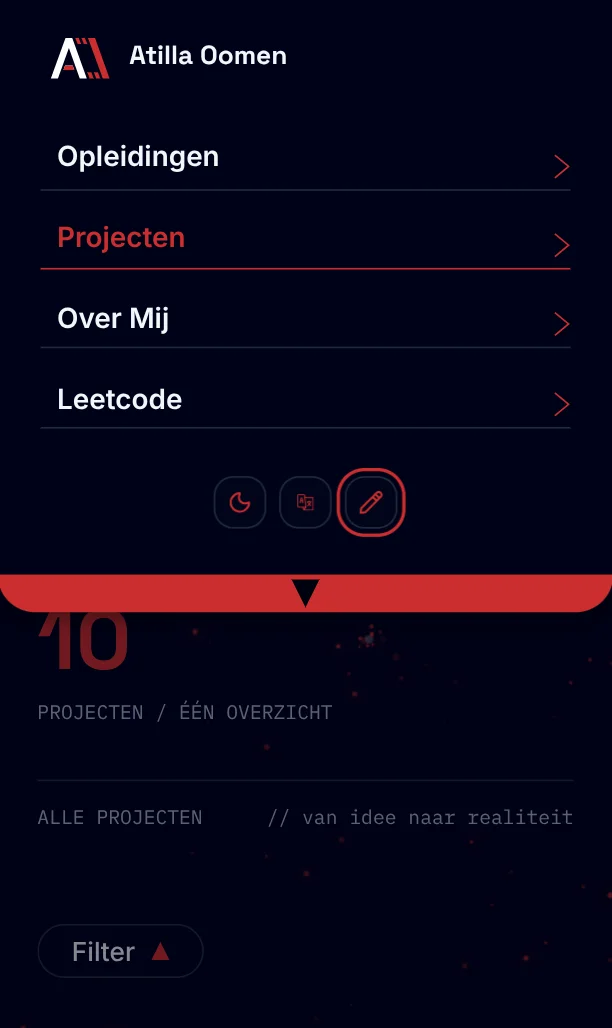 Atilla Oomen
Opleidingen
Projecten
Over Mij
Leetcode
10
PROJECTEN / ÉÉN OVERZICHT
ALLE PROJECTEN // van idee naar realiteit
Filter